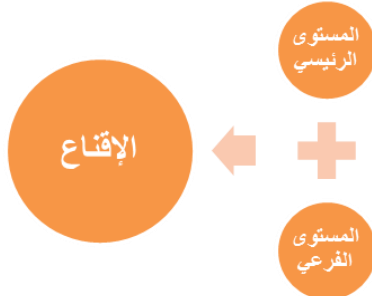 المستوى
الرئيسي
الإقناع
المستوى
الفرعي